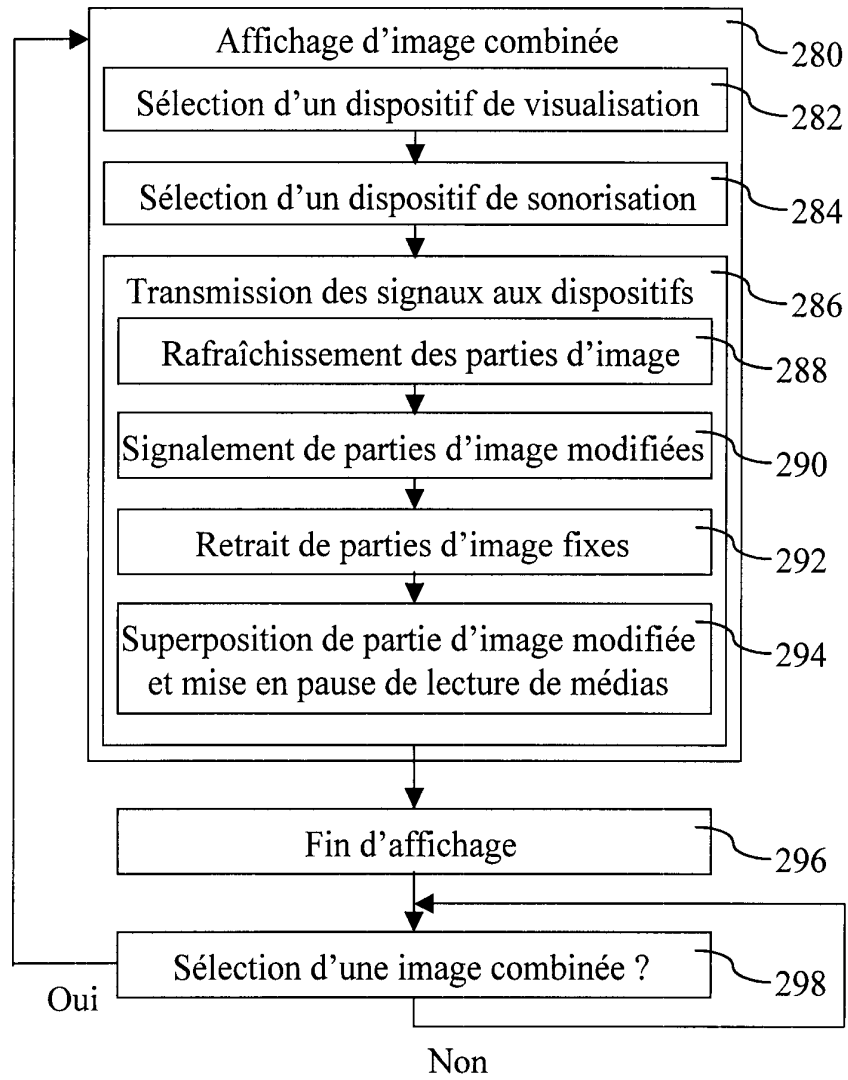 Affichage d'image combinée
280
Sélection d'un dispositif de visualisation
282
Sélection d'un dispositif de sonorisation
284
Transmission des signaux aux dispositifs
286
Rafraîchissement des parties d'image
288
Signalement de parties d'image modifiées
290
Retrait de parties d'image fixes
292
Superposition de partie d'image modifiée
et mise en pause de lecture de médias
294
Fin d'affichage
296
Sélection d'une image combinée ?
298
Oui
Non